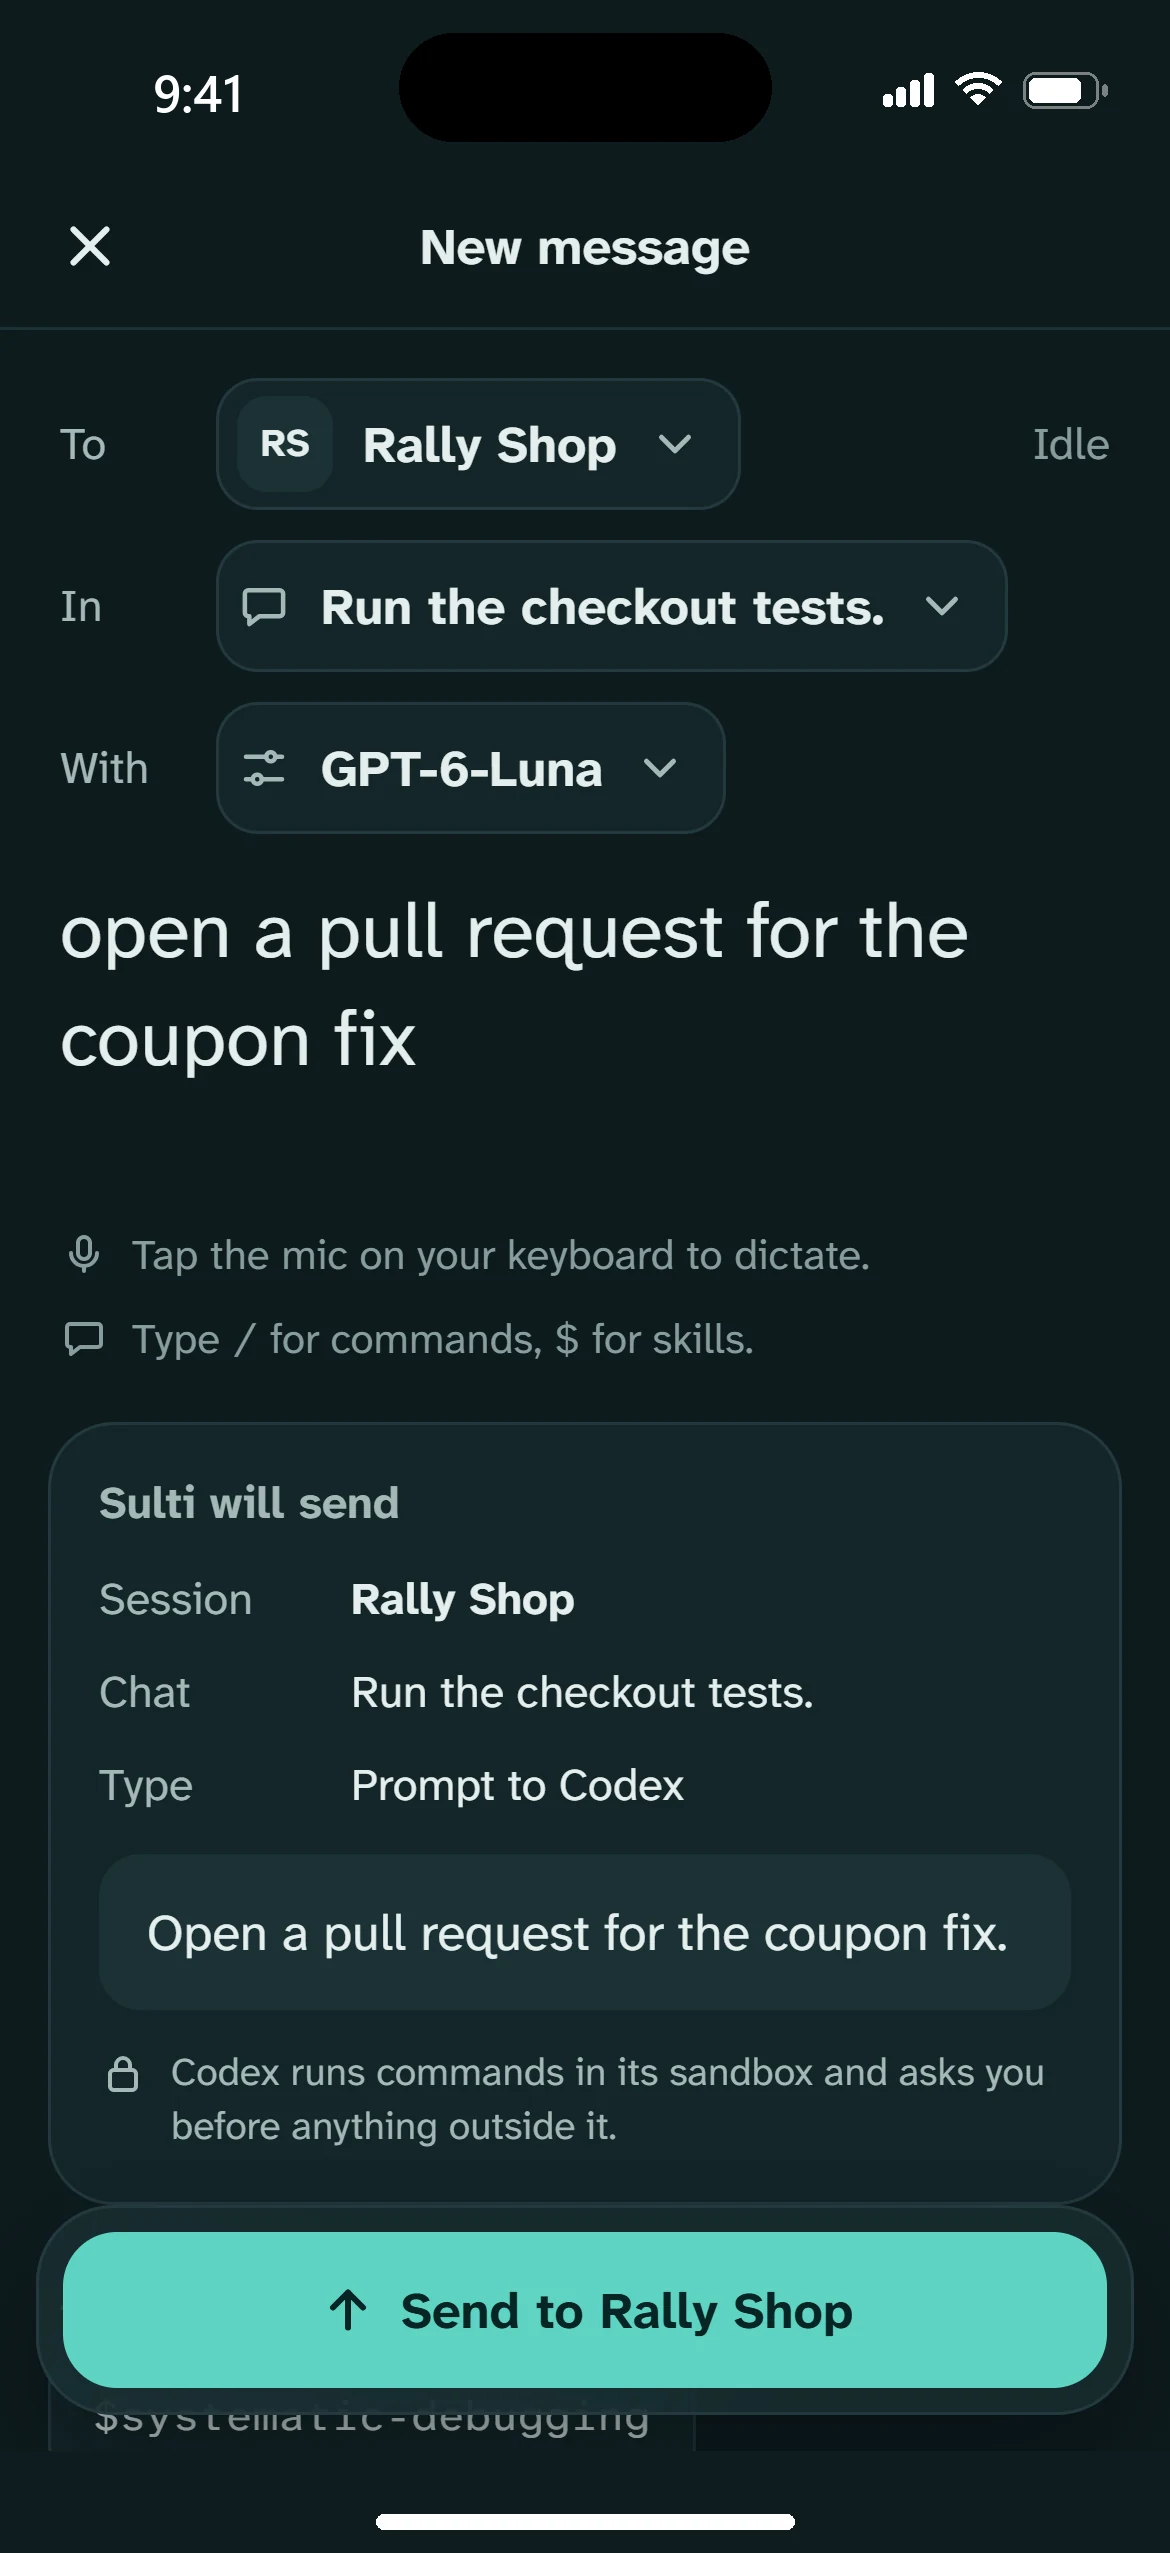 9:41
New message
To
RS
Rally Shop
Idle
In
Run the checkout tests.
With
GPT-6-Luna
open a pull request for the
coupon fix
Tap the mic on your keyboard to dictate.
Type / for commands, $ for skills.
Sulti will send
Session
Rally Shop
Chat
Run the checkout tests.
Type
Prompt to Codex
Open a pull request for the coupon fix.
Codex runs commands in its sandbox and asks you
before anything outside it.
Send to Rally Shop
$systematic-debugging